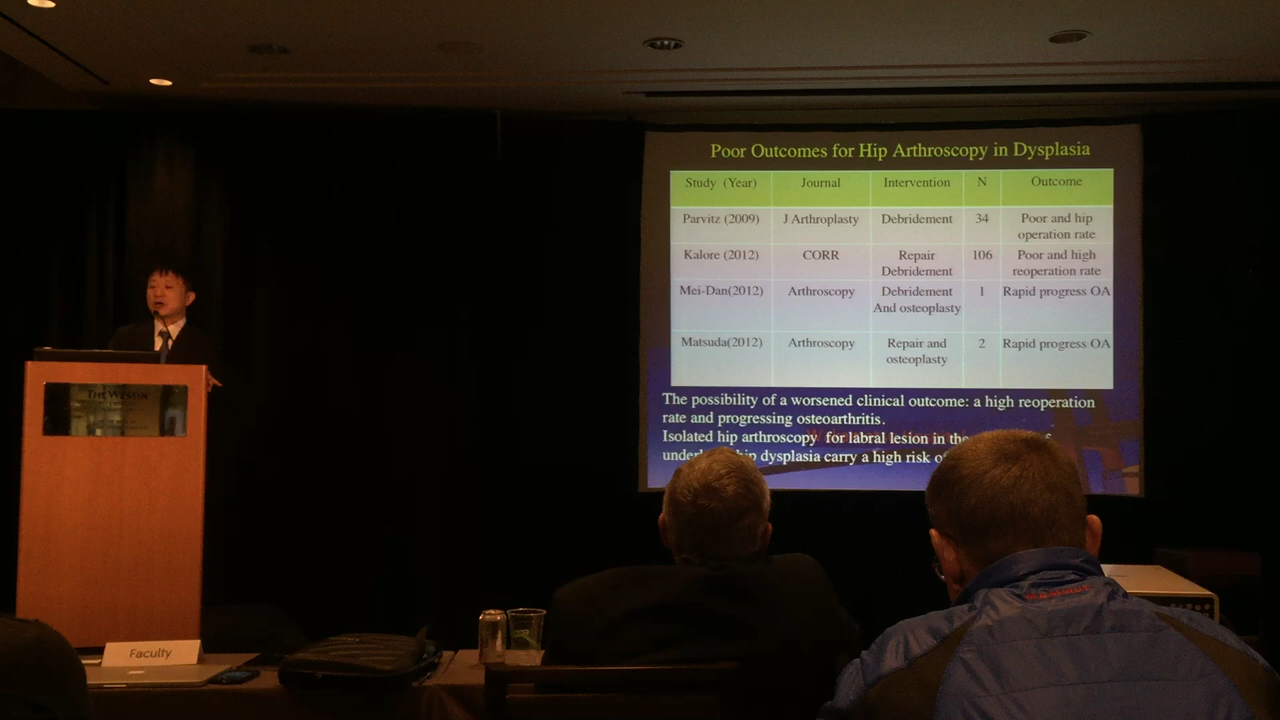 Poor Outcomes for Hip Arthroscopy in Dysplasia
Study (Year) Journal Intervention N Outcome
Parvitz (2009) J Arthroplasty Debridement 34 Poor and hip
operation rate
Kalore (2012) CORR Repair 106 Poor and high
Debridement reoperation rate
Mei-Dan(2012) Arthroscopy Debridement 1 Rapid progress OA
And osteoplasty
Matsuda(2012) Arthroscopy Repair and 2 Rapid progress OA
osteoplasty
The possibility of a worsened clinical outcome: a high reoperation
rate and progressing osteoarthritis.
Isolated hip arthroscopy for labral lesion in the
hip dysplasia carry a high risk
THE WESTIN
Faculty